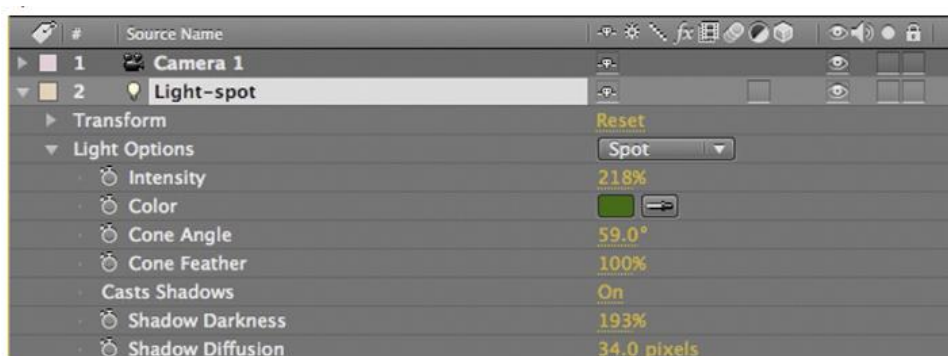 # Source Name fx
1 Camera 1
2 Light-spot
Transform Reset
Light Options Spot
Intensity 218%
Color
Cone Angle 59.0°
Cone Feather 100%
Casts Shadows On
Shadow Darkness 193%
Shadow Diffusion 34.0 pixels